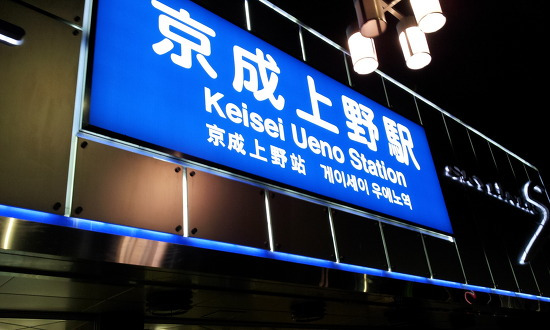 京成上野駅
Keisei Ueno Station
京成上野站 게이세이 우에노역
SKYLINER